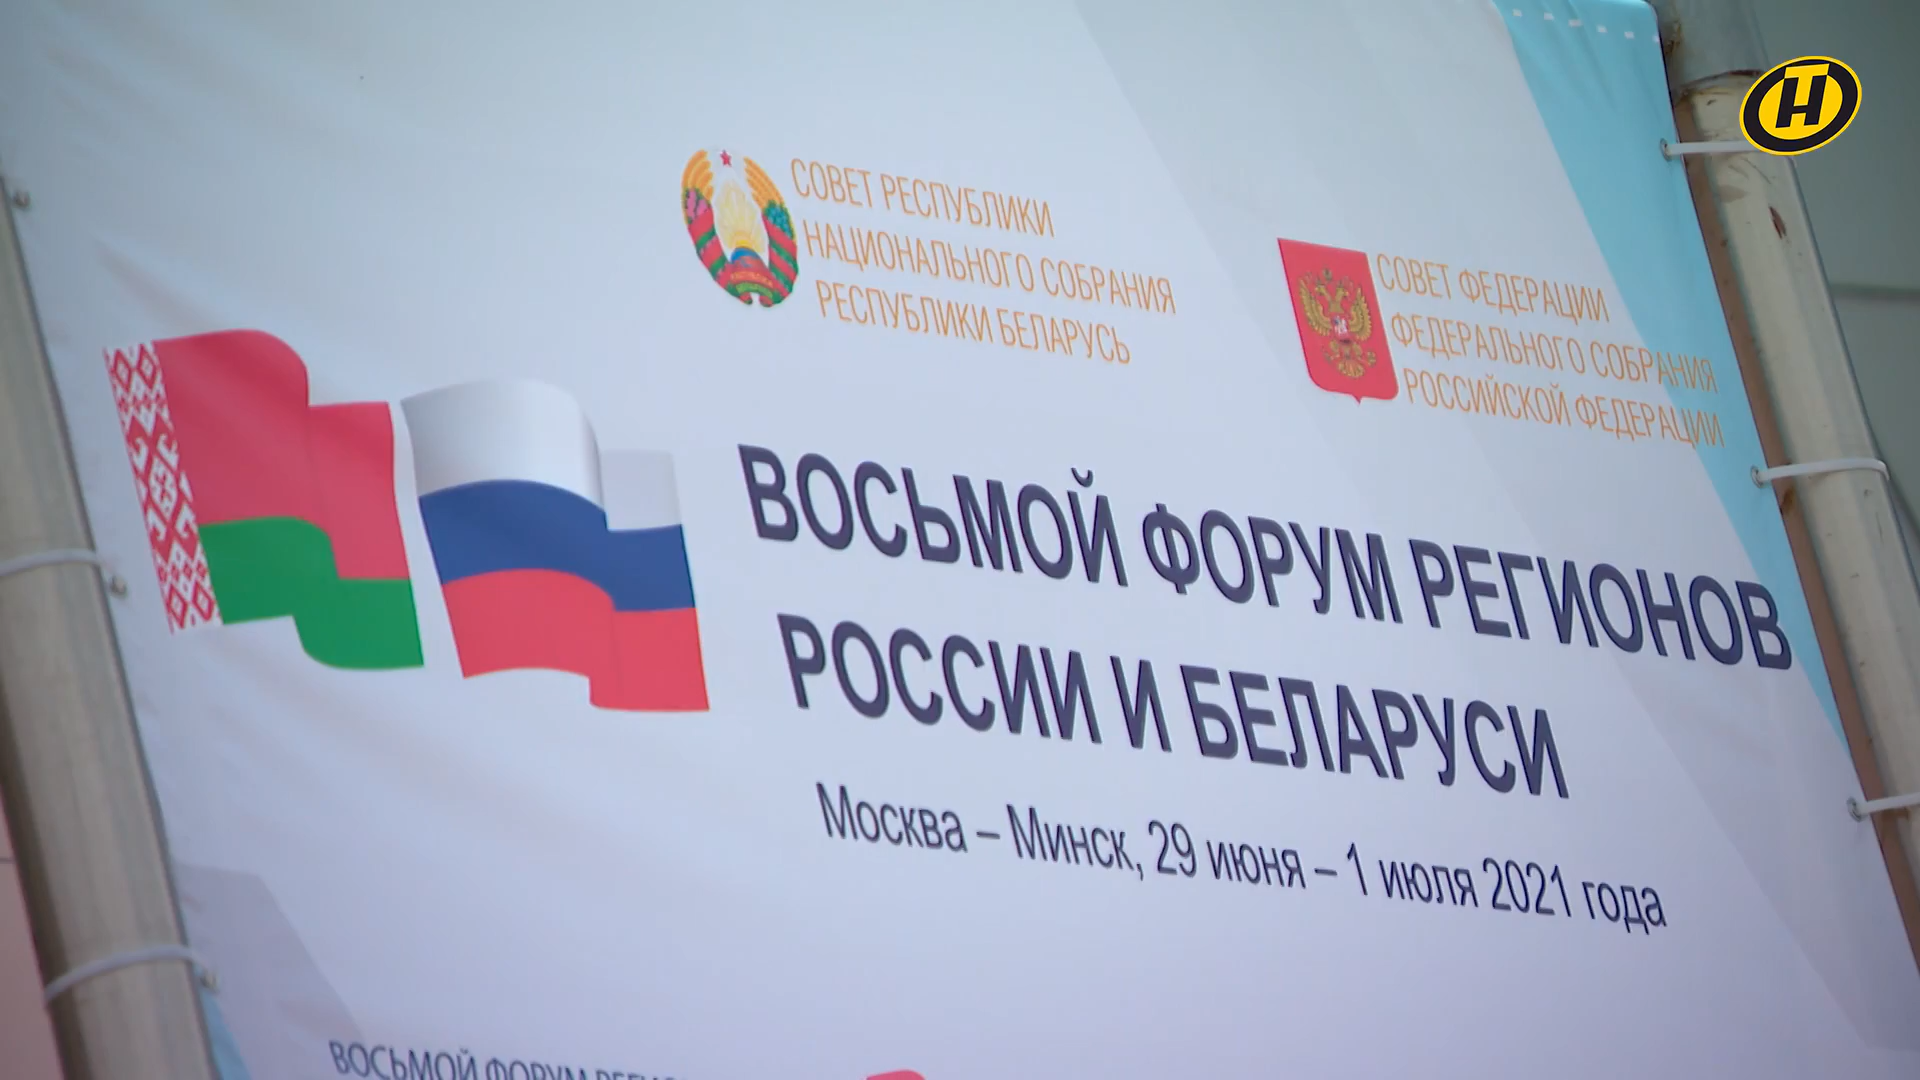 СОВЕТ РЕСПУБЛИКИ
НАЦИОНАЛЬНОГО СОБРАНИЯ
РЕСПУБЛИКИ БЕЛАРУСЬ
СОВЕТ ФЕДЕРАЦИИ
ФЕДЕРАЛЬНОГО СОБРАНИЯ
РОССИЙСКОЙ ФЕДЕРАЦИИ
ВОСЬМОЙ ФОРУМ РЕГИОНОВ
РОССИИ И БЕЛАРУСИ
Москва – Минск, 29 июня – 1 июля 2021 года
ВОСЬМОЙ ФОРУМ